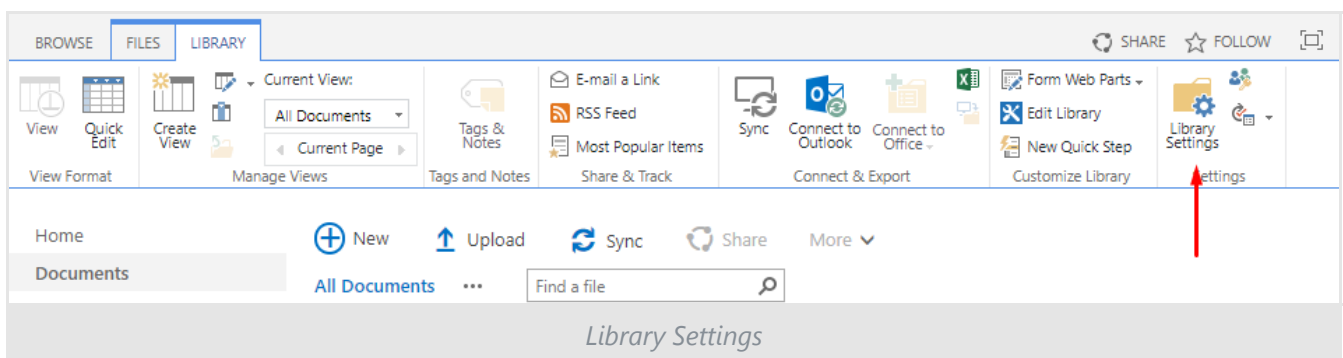 BROWSE FILES LIBRARY SHARE FOLLOW
View
Quick
Edit
View Format
Create
View
Current View:
All Documents
Current Page
Manage Views
Tags &
Notes
Tags and Notes
E-mail a Link
RSS Feed
Most Popular Items
Share & Track
Sync
Connect to
Outlook
Connect to
Office
Connect & Export
Form Web Parts
Edit Library
New Quick Step
Customize Library
Library
Settings
Settings
Home
Documents
New Upload Sync Share More
All Documents ••• Find a file
Library Settings